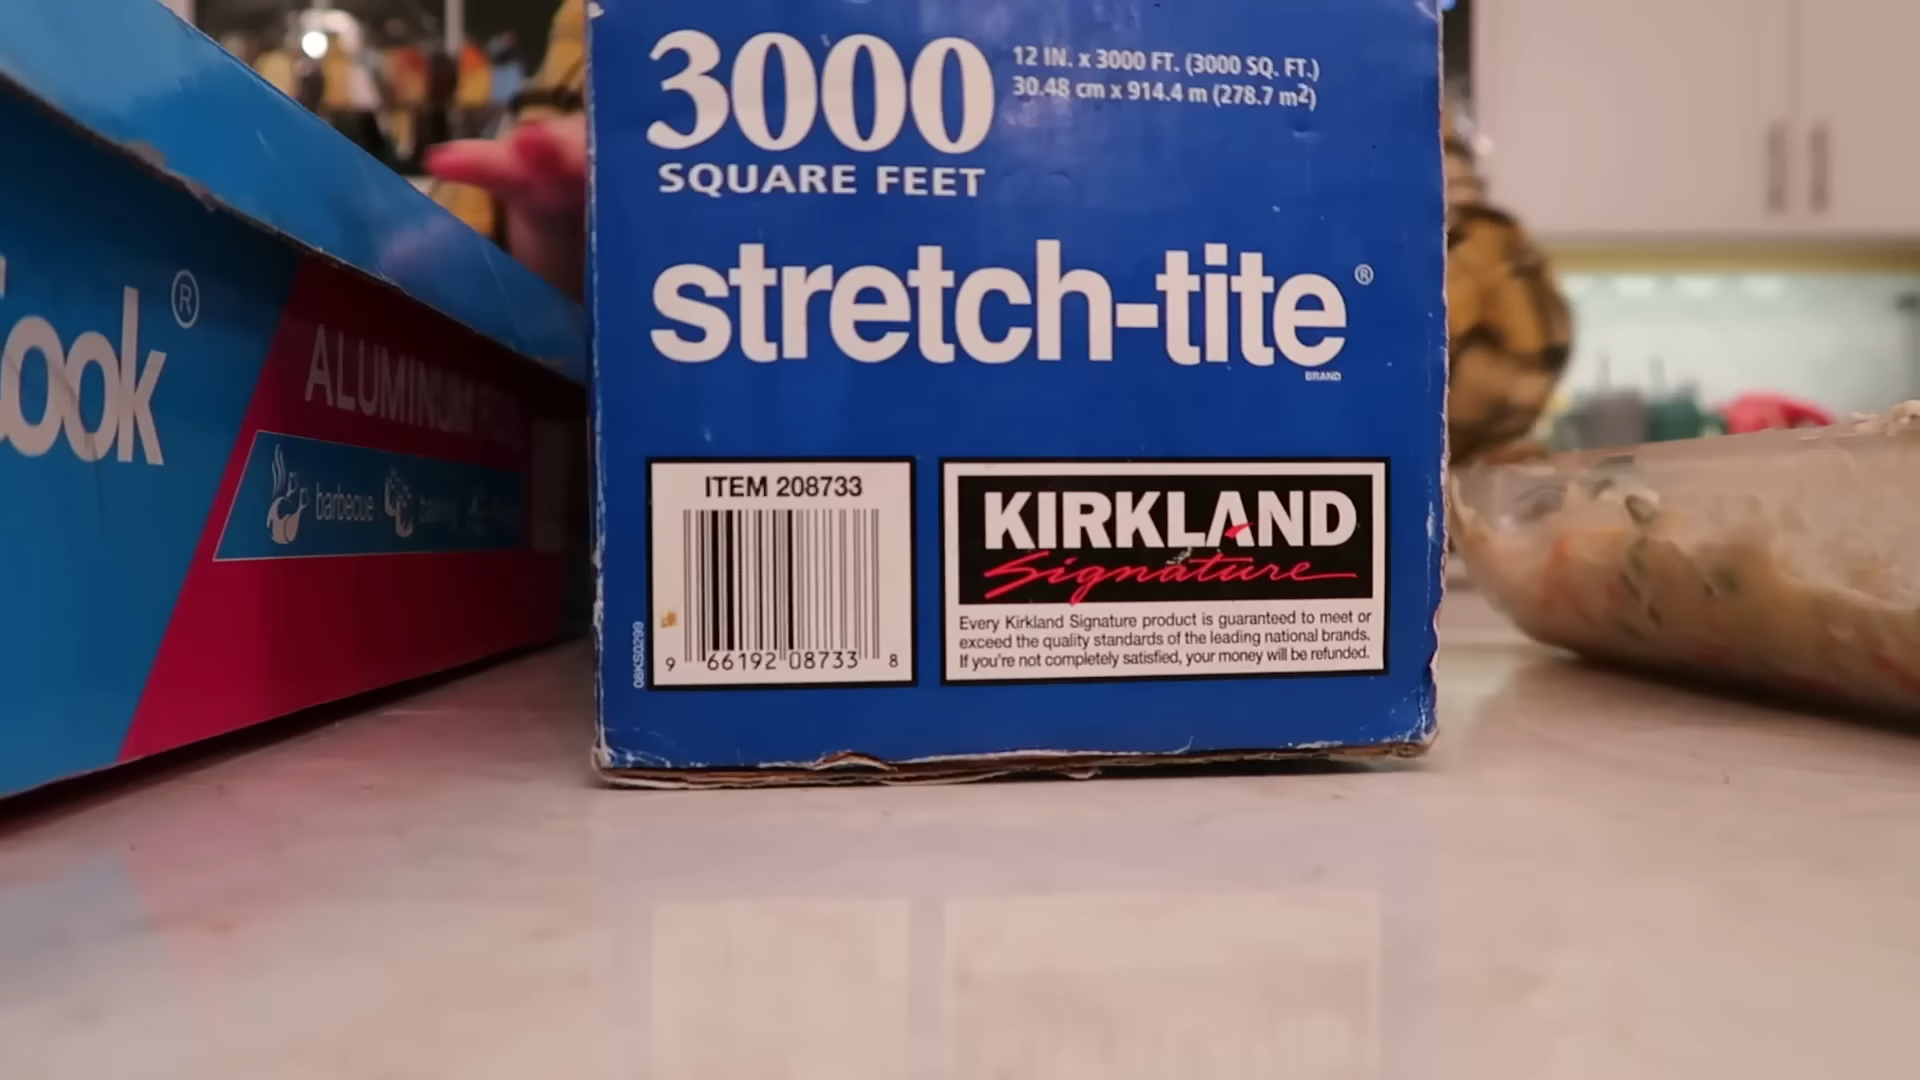 3000
SQUARE FEET
12 IN. x 3000 FT. (3000 SQ. FT.)
30.48 cm x 914.4 m (278.7 m²)
stretch-tite®
BRAND
ITEM 208733
9 66192 08733 8
08KS0299
KIRKLAND
Signature
Every Kirkland Signature product is guaranteed to meet or
exceed the quality standards of the leading national brands.
If you're not completely satisfied, your money will be refunded.
ook®
ALUMINUM FOIL
barbecue